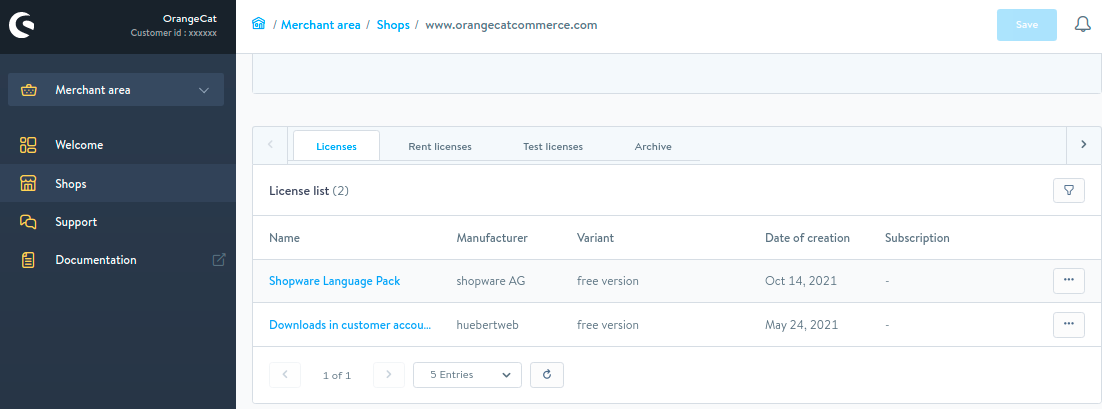 OrangeCat
Customer id : xxxxxx
/ Merchant area / Shops / www.orangecatcommerce.com
Save
Merchant area
Welcome
Shops
Support
Documentation
Licenses Rent licenses Test licenses Archive
License list (2)
Name Manufacturer Variant Date of creation Subscription
Shopware Language Pack shopware AG free version Oct 14, 2021 -
Downloads in customer accou... huebertweb free version May 24, 2021 -
1 of 1 5 Entries